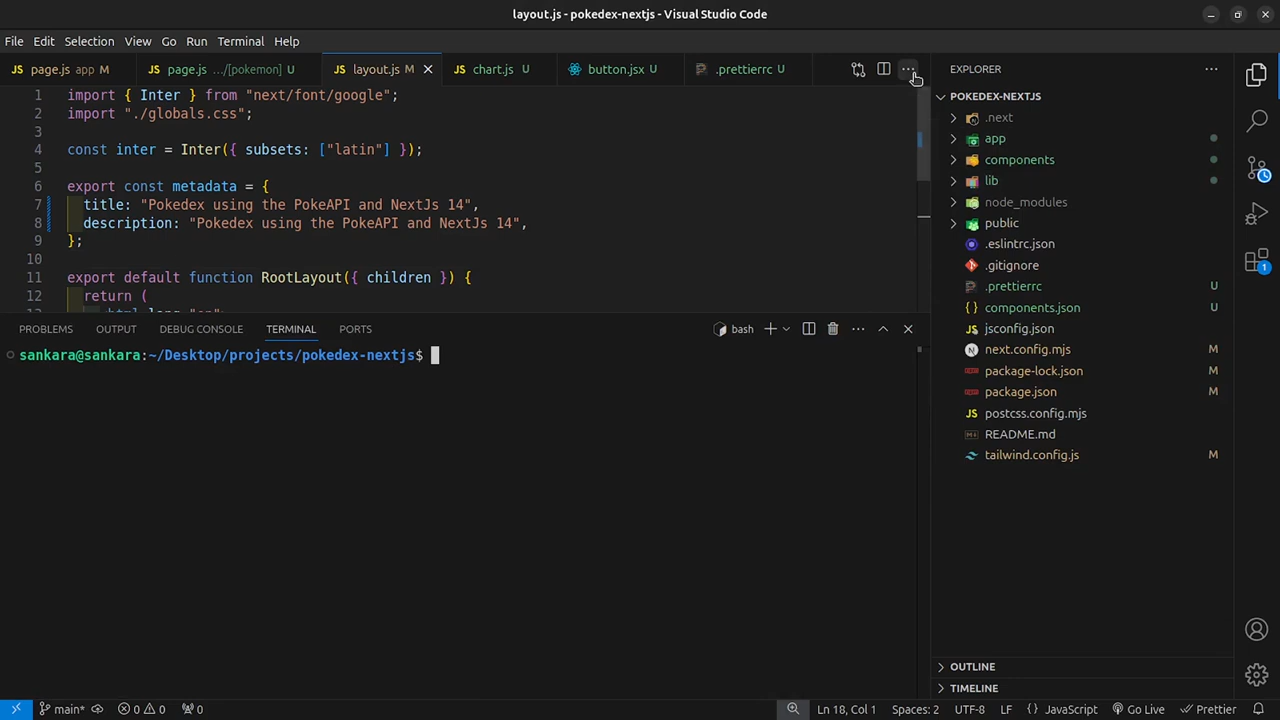 layout.js - pokedex-nextjs - Visual Studio Code
File Edit Selection View Go Run Terminal Help
page.js app M
page.js .../[pokemon] U
layout.js M
chart.js U
button.jsx U
.prettierrc U
1 import { Inter } from "next/font/google";
2 import "./globals.css";
3
4 const inter = Inter({ subsets: ["latin"] });
5
6 export const metadata = {
7 title: "Pokedex using the PokeAPI and NextJs 14",
8 description: "Pokedex using the PokeAPI and NextJs 14",
9 };
10
11 export default function RootLayout({ children }) {
12 return (
PROBLEMS OUTPUT DEBUG CONSOLE TERMINAL PORTS
bash
sankara@sankara:~/Desktop/projects/pokedex-nextjs$
EXPLORER
POKEDEX-NEXTJS
.next
app
components
lib
node_modules
public
.eslintrc.json
.gitignore
.prettierrc U
components.json U
jsconfig.json
next.config.mjs M
package-lock.json M
package.json M
postcss.config.mjs
README.md
tailwind.config.js M
OUTLINE
TIMELINE
1
main* 0 0 0
Ln 18, Col 1 Spaces: 2 UTF-8 LF JavaScript Go Live Prettier